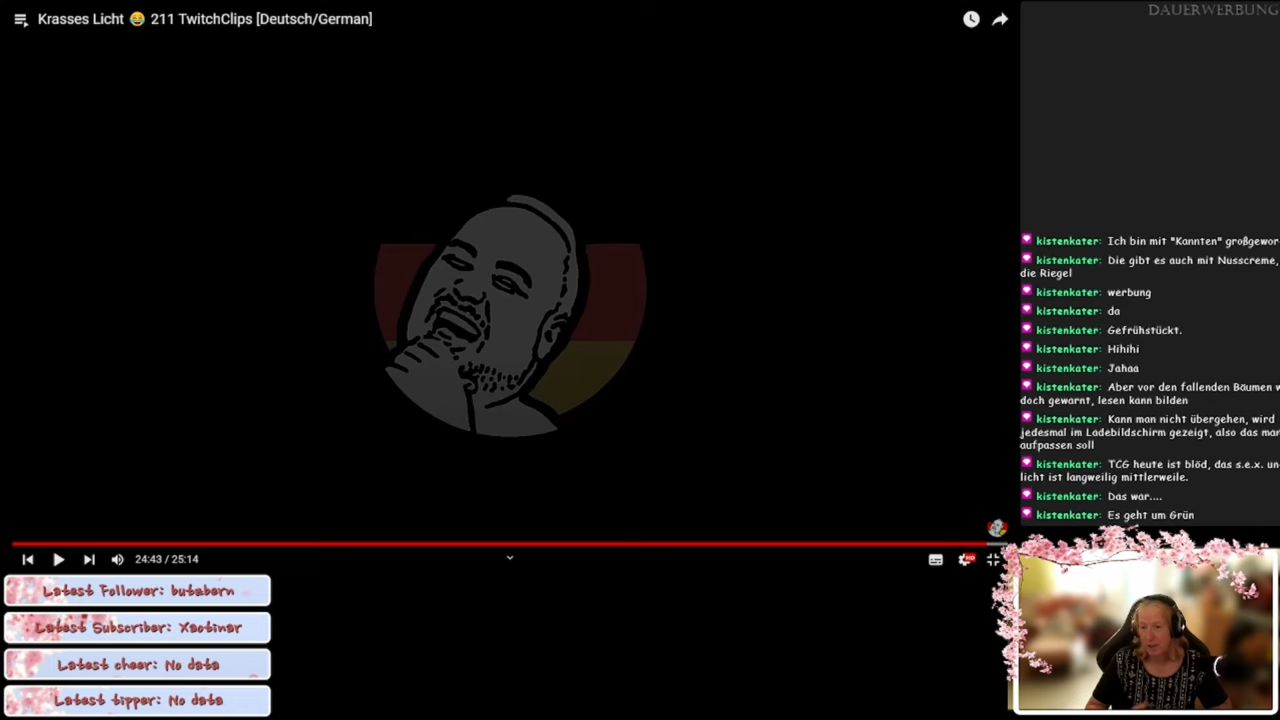 Krasses Licht 😂 211 TwitchClips [Deutsch/German]
DAUERWERBUNG
kistenkater: Ich bin mit "Kannten" großgewor
kistenkater: Die gibt es auch mit Nusscreme,
die Riegel
kistenkater: werbung
kistenkater: da
kistenkater: Gefrühstückt.
kistenkater: Hihihi
kistenkater: Jahaa
kistenkater: Aber vor den fallenden Bäumen w
doch gewarnt, lesen kann bilden
kistenkater: Kann man nicht übergehen, wird
jedesmal im Ladebildschirm gezeigt, also das man
aufpassen soll
kistenkater: TCG heute ist blöd, das s.e.x. un
licht ist langweilig mittlerweile.
kistenkater: Das war....
kistenkater: Es geht um Grün
24:43 / 25:14
HD
Latest Follower: butabern
Latest Subscriber: Xaotinar
Latest cheer: No data
Latest tipper: No data